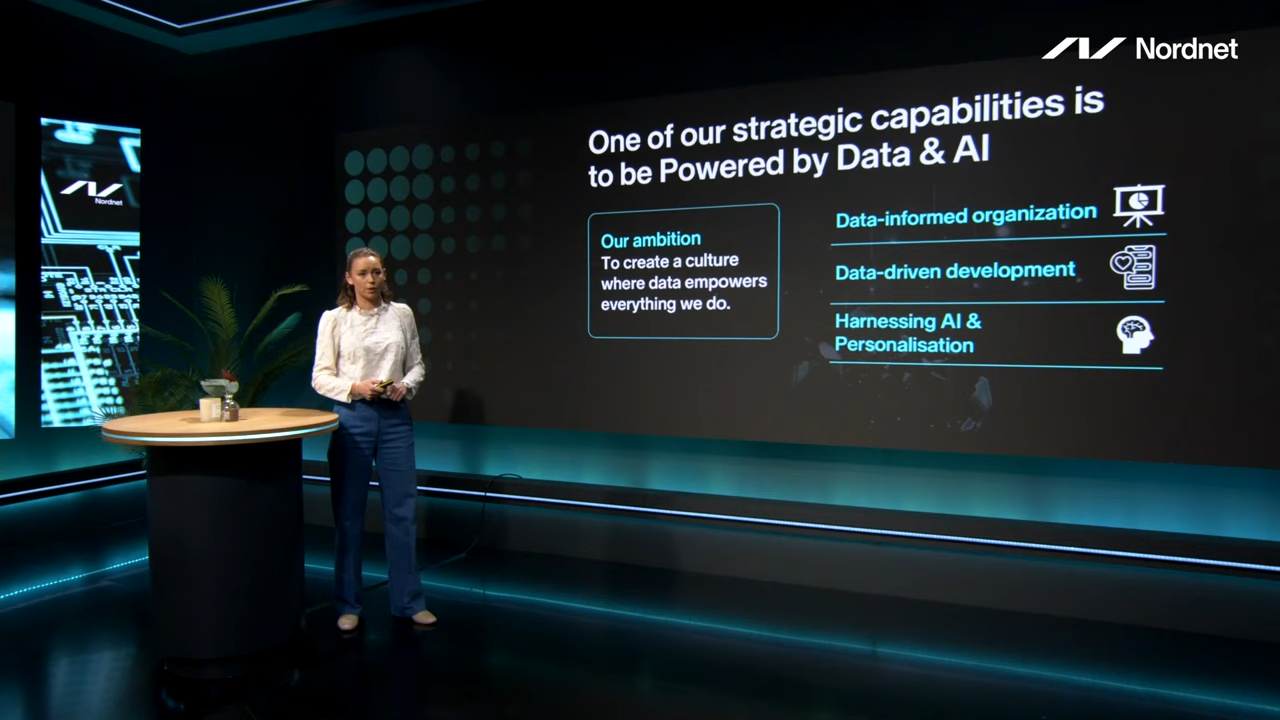 Nordnet
Nordnet
One of our strategic capabilities is
to be Powered by Data & AI
Our ambition
To create a culture
where data empowers
everything we do.
Data-informed organization
Data-driven development
Harnessing AI &
Personalisation